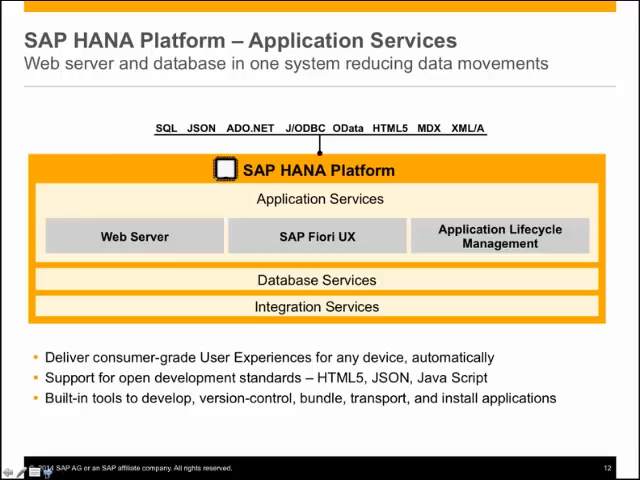 SAP HANA Platform – Application Services
Web server and database in one system reducing data movements
SQL JSON ADO.NET J/ODBC OData HTML5 MDX XML/A
SAP HANA Platform
Application Services
Web Server
SAP Fiori UX
Application Lifecycle
Management
Database Services
Integration Services
• Deliver consumer-grade User Experiences for any device, automatically
• Support for open development standards – HTML5, JSON, Java Script
• Built-in tools to develop, version-control, bundle, transport, and install applications
© 2014 SAP AG or an SAP affiliate company. All rights reserved.
12